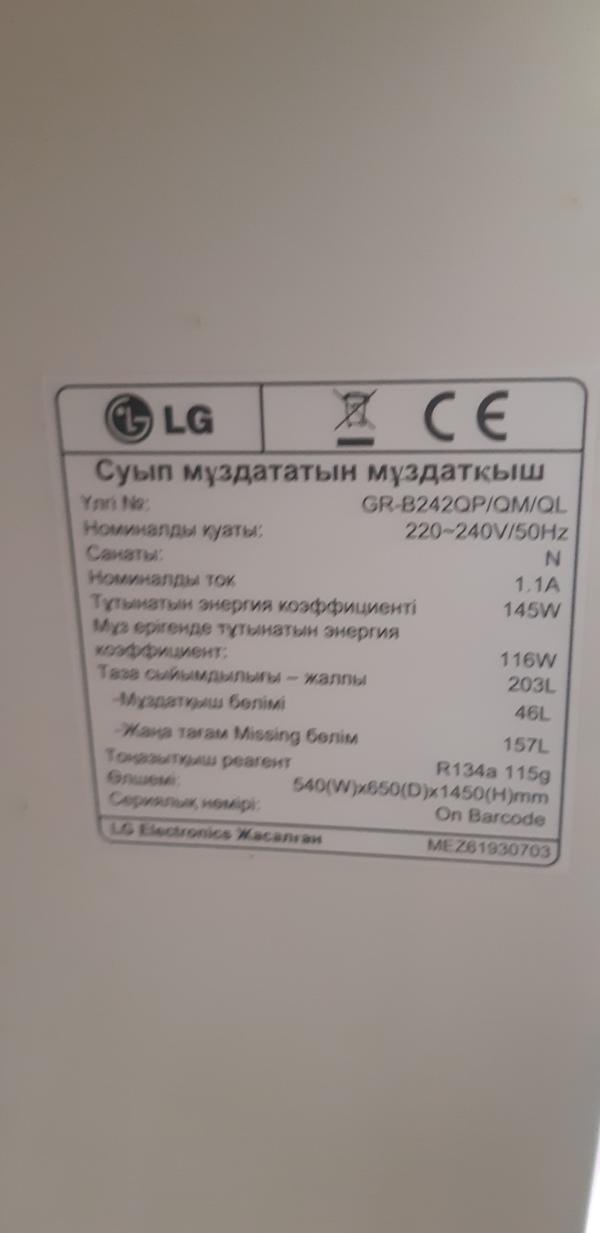 LG CE
Суып мұздататын мұздатқыш
Үлгі №: GR-B242QP/QM/QL
Номиналды қуаты: 220~240V/50Hz
Санаты: N
Номиналды ток 1.1A
Тұтынатын энергия коэффициенті 145W
Мұз ерігенде тұтынатын энергия
коэффициент: 116W
Таза сыйымдылығы – жалпы 203L
-Мұздатқыш бөлімі 46L
-Жаңа тағам Missing бөлім 157L
Тоңазытқыш реагент R134a 115g
Өлшемі: 540(W)x650(D)x1450(H)mm
Сериялық нөмірі: On Barcode
LG Electronics Жасалған MEZ61930703